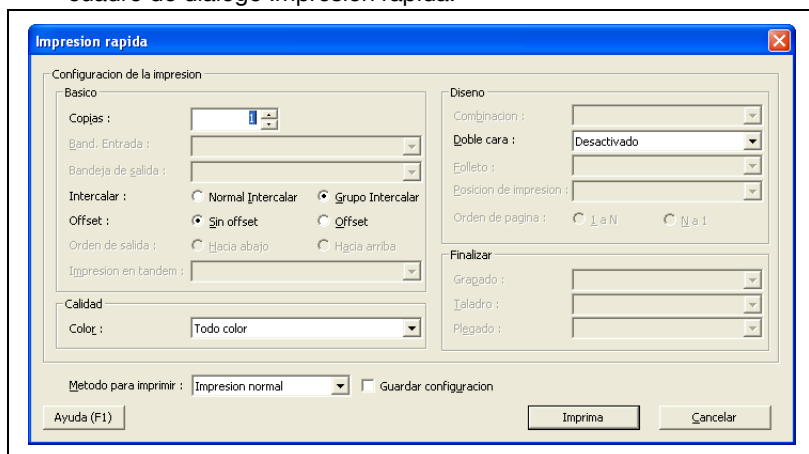 cuadro de diálogo Impresión rápida.
Impresion rapida
Configuracion de la impresion
Basico
Copias :
1
Band. Entrada :
Bandeja de salida :
Intercalar :
Normal Intercalar
Grupo Intercalar
Offset :
Sin offset
Offset
Orden de salida :
Hacia abajo
Hacia arriba
Impresion en tandem :
Calidad
Color :
Todo color
Diseno
Combinacion :
Doble cara :
Desactivado
Folleto :
Posicion de impresion :
Orden de pagina :
1 a N
N a 1
Finalizar
Grapado :
Taladro :
Plegado :
Metodo para imprimir :
Impresion normal
Guardar configuracion
Ayuda (F1)
Imprima
Cancelar